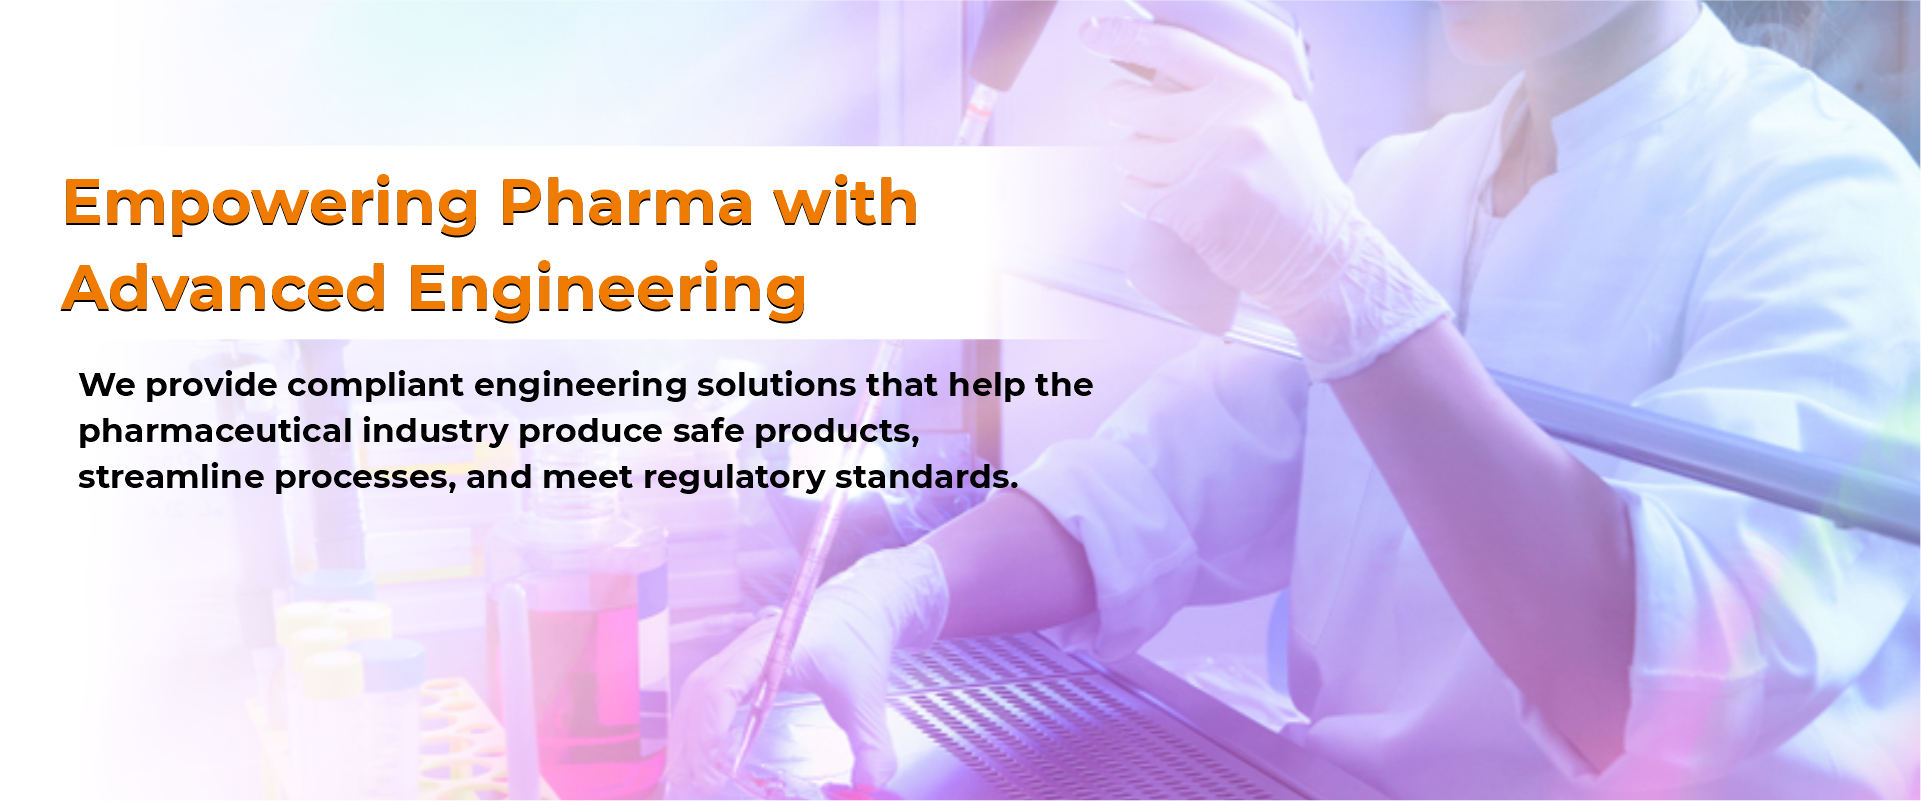 Empowering Pharma with
Advanced Engineering
We provide compliant engineering solutions that help the
pharmaceutical industry produce safe products,
streamline processes, and meet regulatory standards.